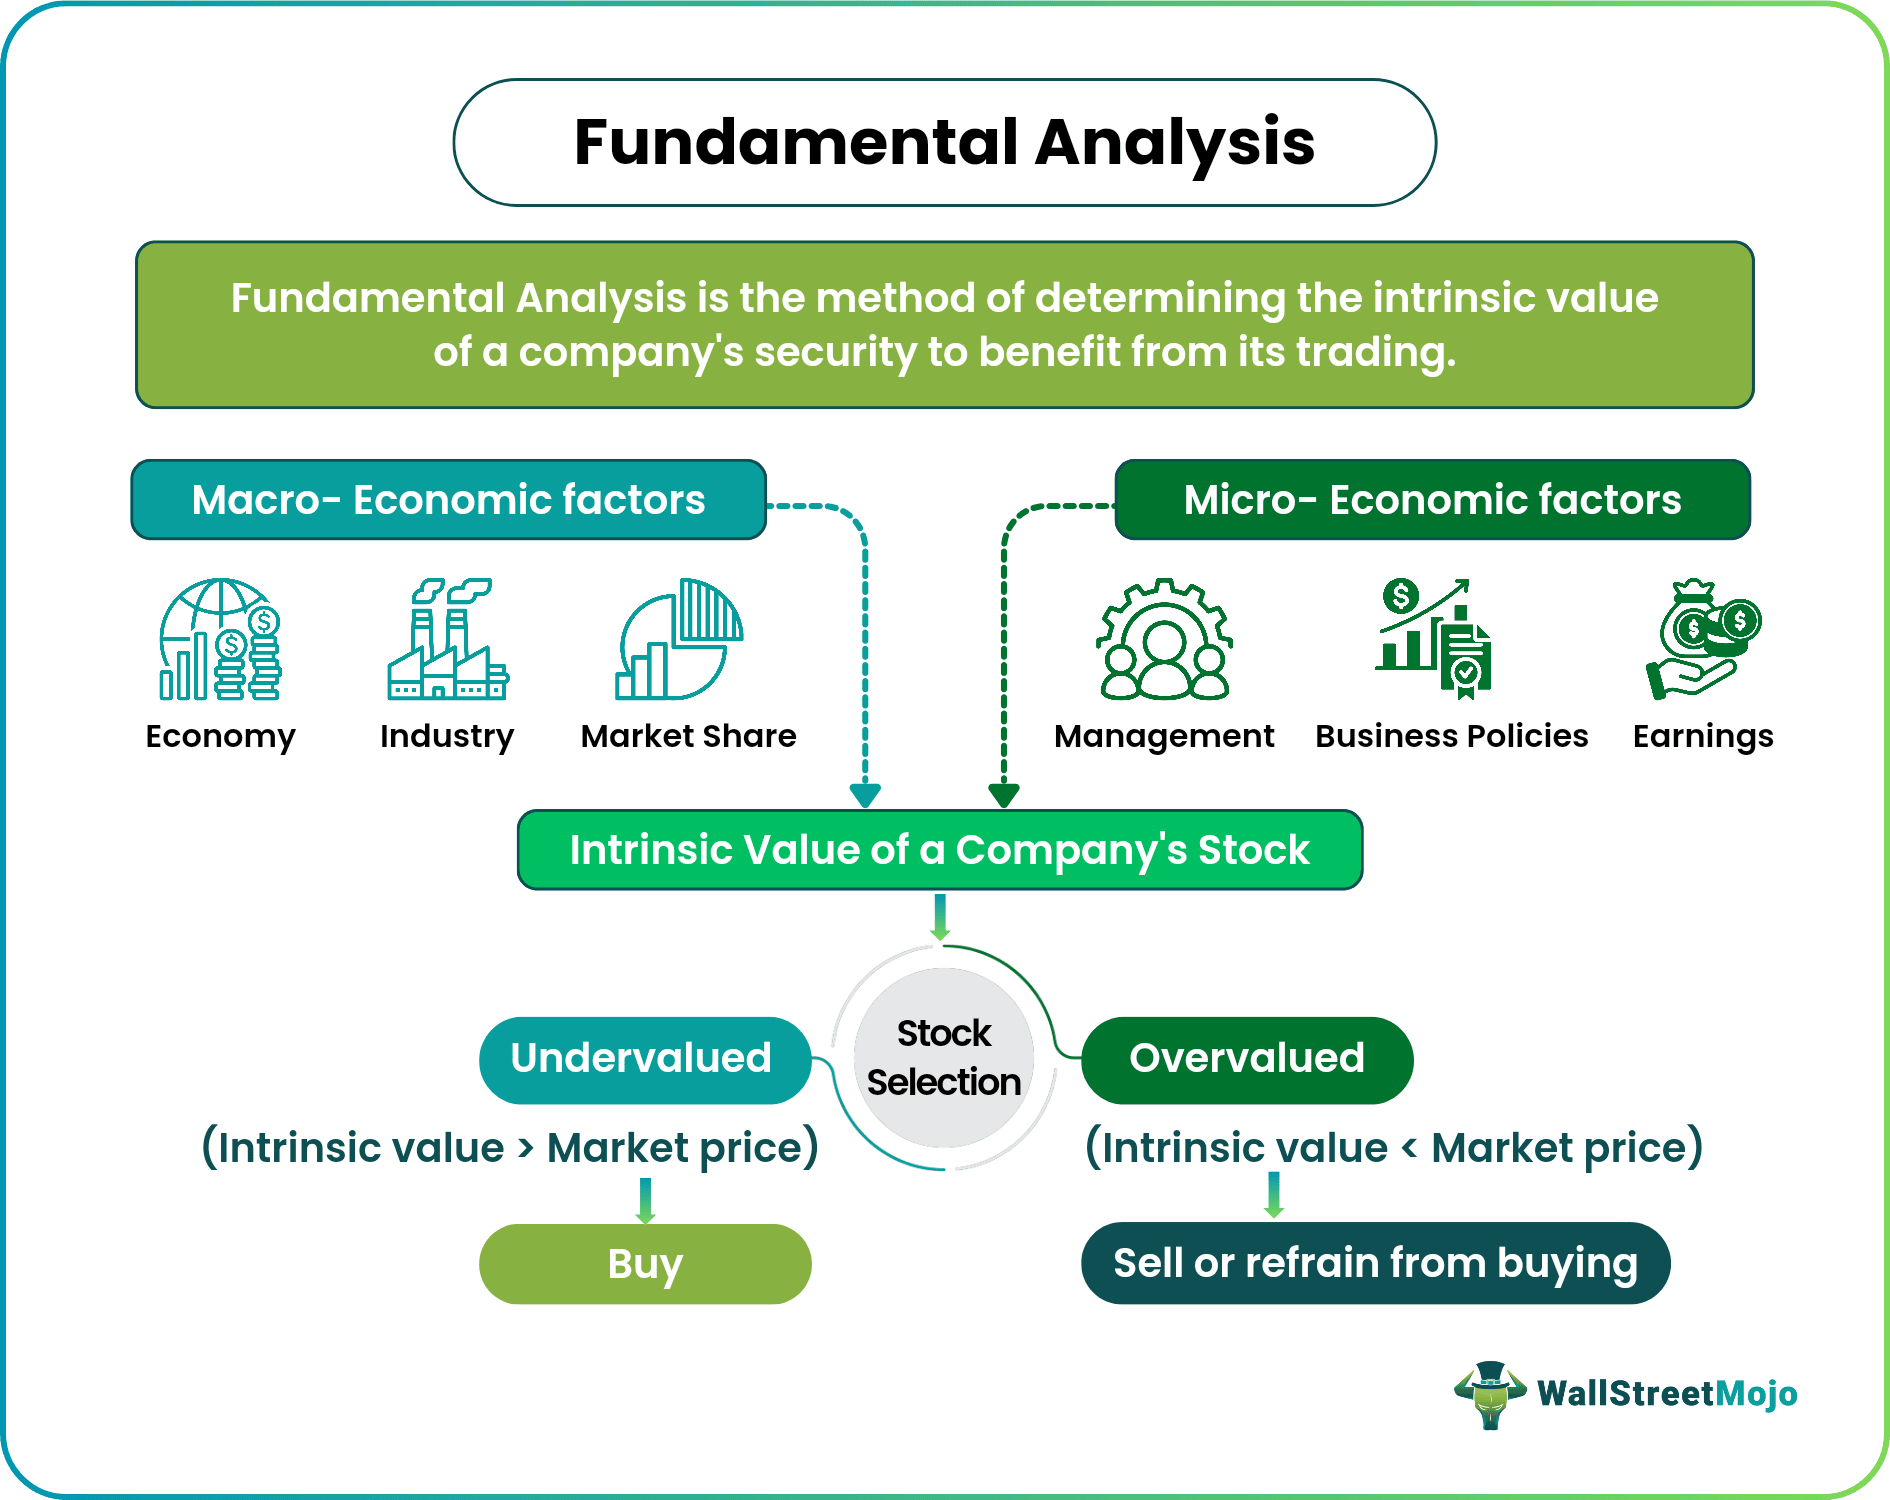 Fundamental Analysis
Fundamental Analysis is the method of determining the intrinsic value
of a company's security to benefit from its trading.
Macro- Economic factors
Micro- Economic factors
Economy
Industry
Market Share
Management
Business Policies
Earnings
Intrinsic Value of a Company's Stock
Stock
Selection
Undervalued
Overvalued
(Intrinsic value > Market price)
(Intrinsic value < Market price)
Buy
Sell or refrain from buying
WallStreetMojo